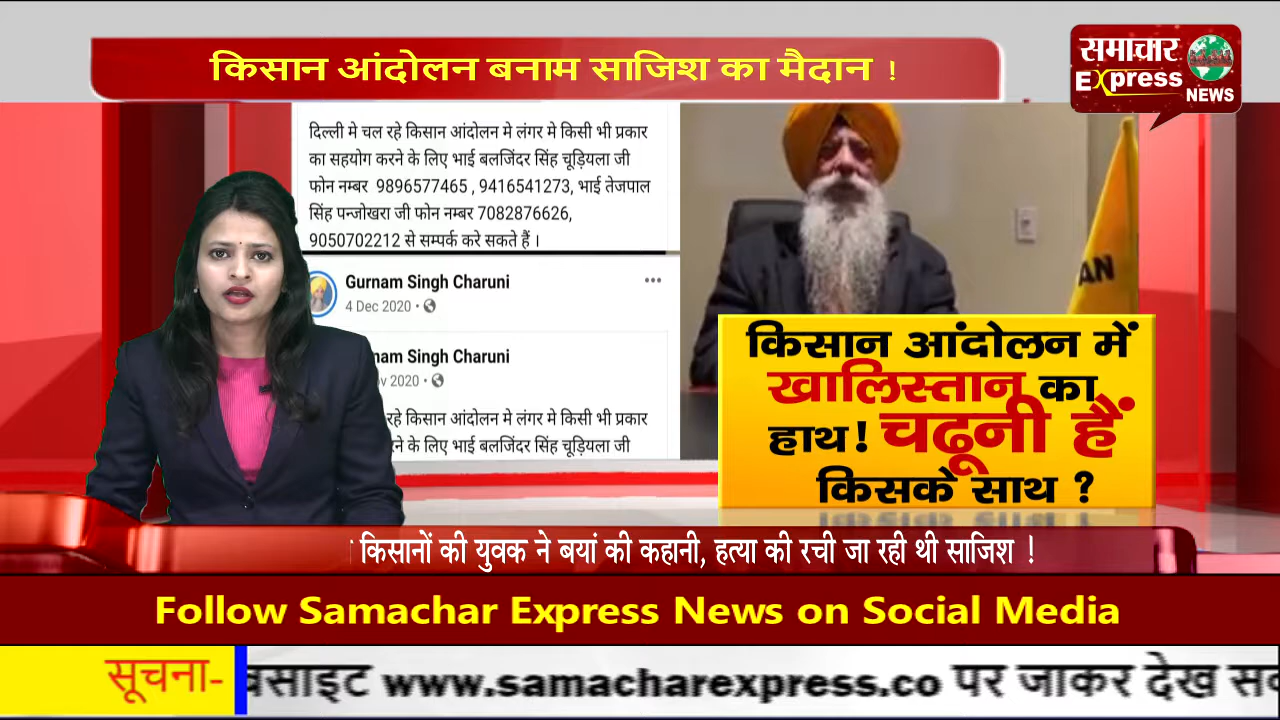 किसान आंदोलन बनाम साजिश का मैदान !
समाचार
Express
NEWS
दिल्ली मे चल रहे किसान आंदोलन मे लंगर मे किसी भी प्रकार
का सहयोग करने के लिए भाई बलजिंदर सिंह चूड़ियला जी
फोन नम्बर 9896577465 , 9416541273, भाई तेजपाल
सिंह पन्जोखरा जी फोन नम्बर 7082876626,
9050702212 से सम्पर्क करे सकते हैं ।
Gurnam Singh Charuni
4 Dec 2020
Singh Charuni
2020
रहे किसान आंदोलन मे लंगर मे किसी भी प्रकार
के लिए भाई बलजिंदर सिंह चूड़ियला जी
किसान आंदोलन में
खालिस्तान का
हाथ! चढूनी हैं
किसके साथ ?
किसानों की युवक ने बयां की कहानी, हत्या की रची जा रही थी साजिश !
Follow Samachar Express News on Social Media
सूचना- www.samacharexpress.co पर जाकर देख